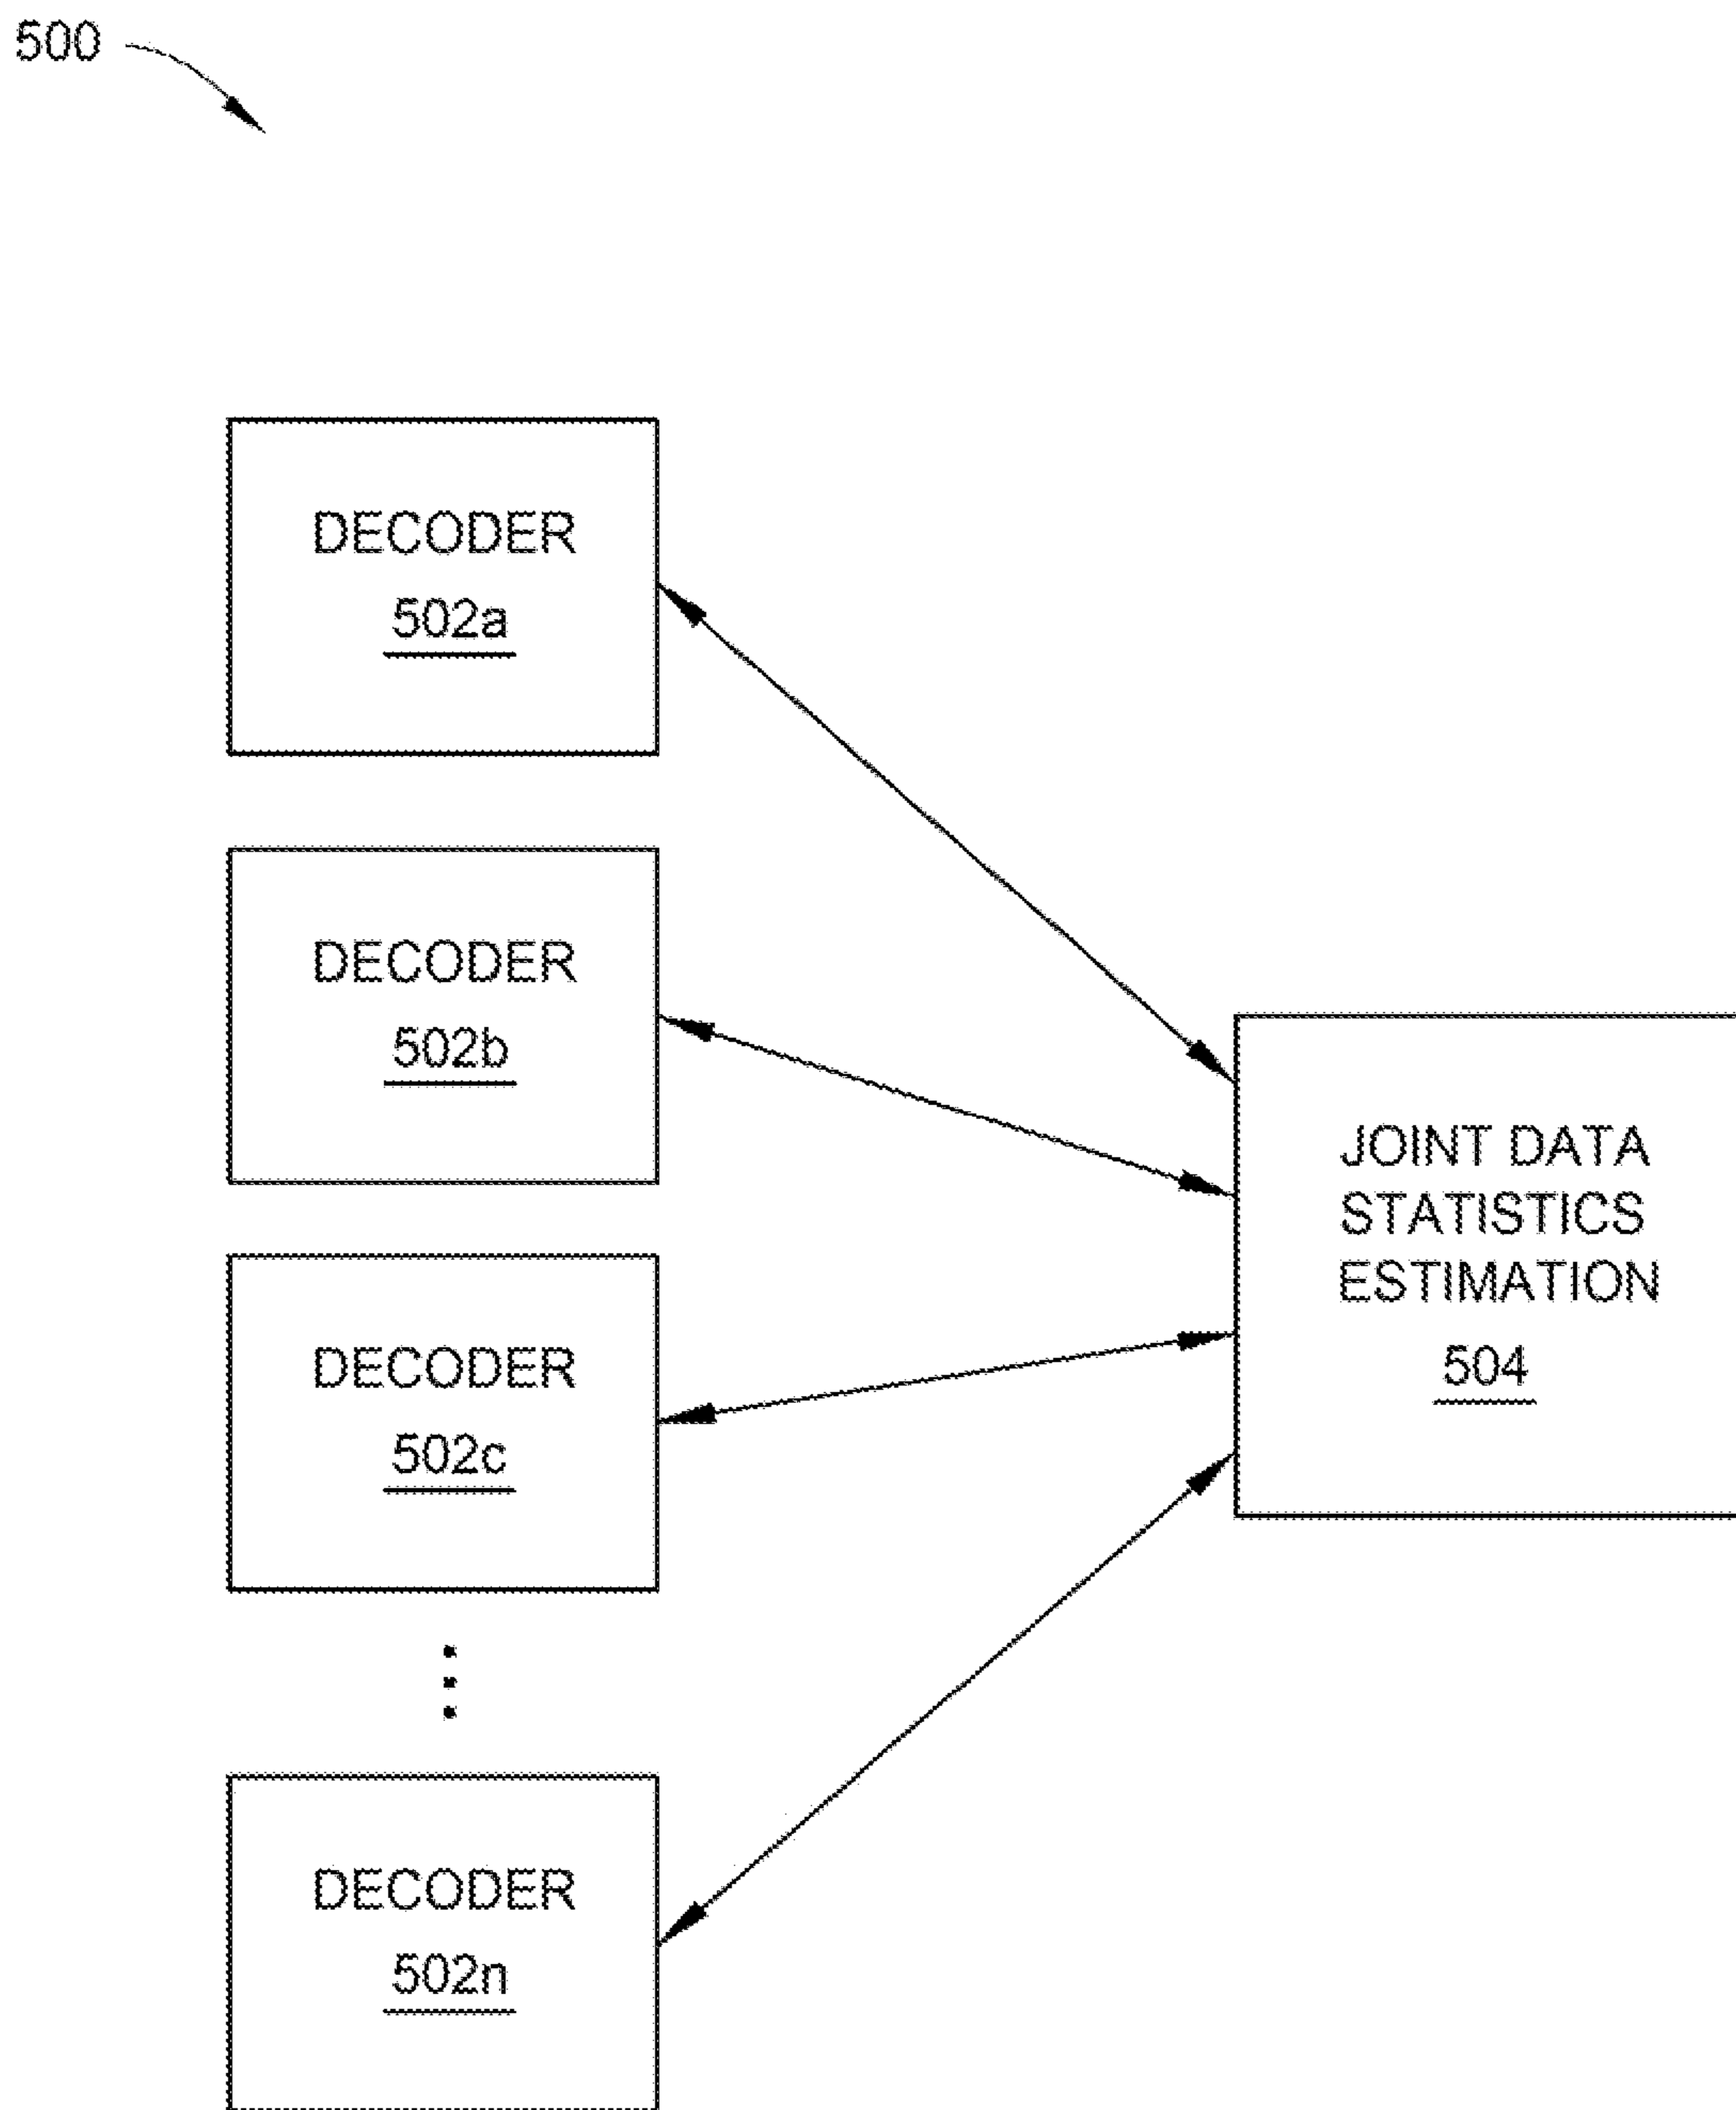 500
DECODER
502a
DECODER
502b
JOINT DATA
STATISTICS
ESTIMATION
504
DECODER
502c
DECODER
502n